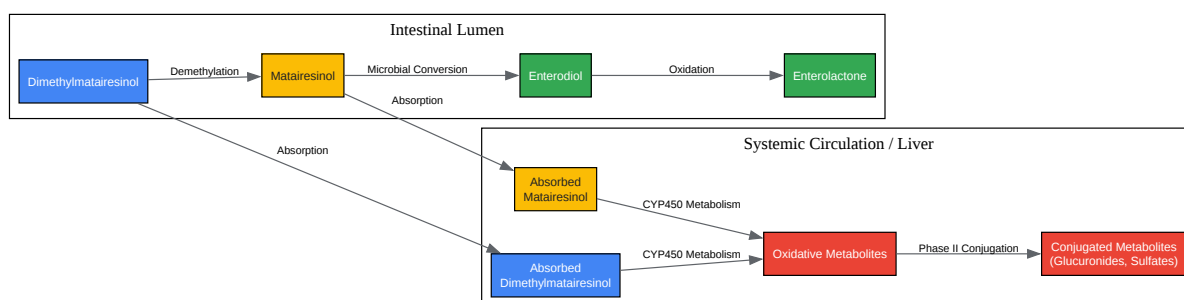 Intestinal Lumen
Dimethylmatairesinol
Demethylation
Matairesinol
Microbial Conversion
Enterodiol
Oxidation
Enterolactone
Absorption
Absorption
Systemic Circulation / Liver
Absorbed
Matairesinol
CYP450 Metabolism
Absorbed
Dimethylmatairesinol
CYP450 Metabolism
Oxidative Metabolites
Phase II Conjugation
Conjugated Metabolites
(Glucuronides, Sulfates)